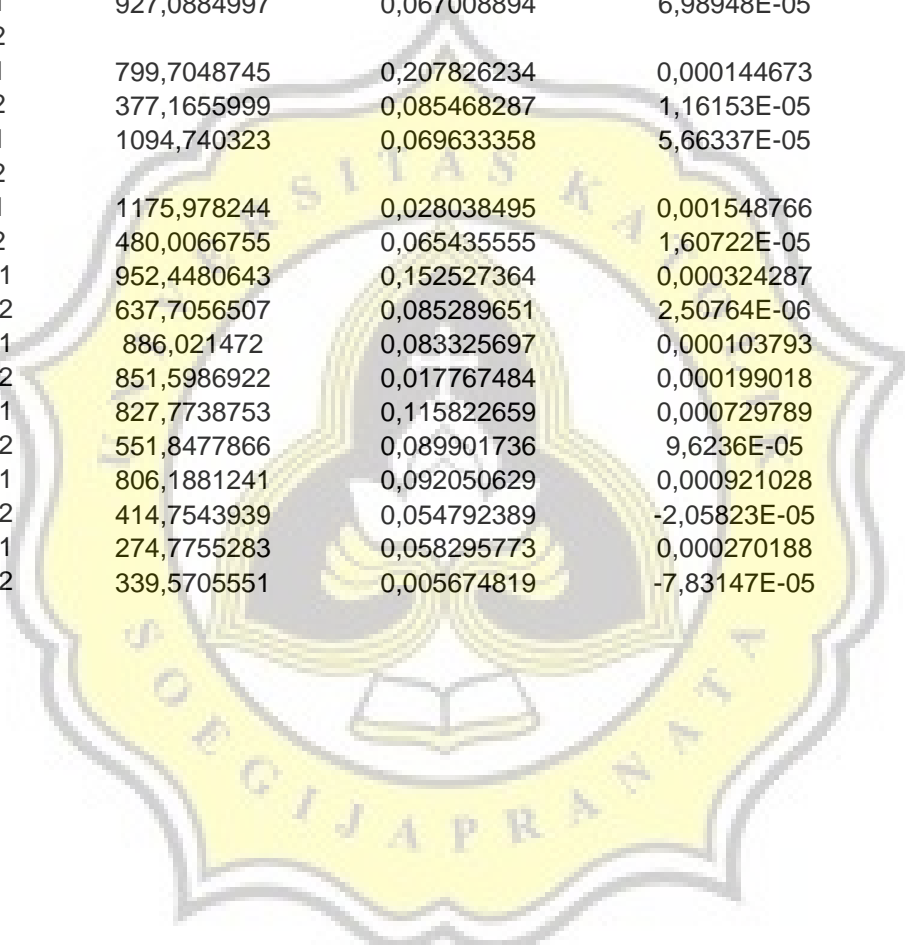 1 927,0884997 0,067008894 6,98948E-05
2
1 799,7048745 0,207826234 0,000144673
2 377,1655999 0,085468287 1,16153E-05
1 1094,740323 0,069633358 5,66337E-05
2
1 1175,978244 0,028038495 0,001548766
2 480,0066755 0,065435555 1,60722E-05
1 952,4480643 0,152527364 0,000324287
2 637,7056507 0,085289651 2,50764E-06
1 886,021472 0,083325697 0,000103793
2 851,5986922 0,017767484 0,000199018
1 827,7738753 0,115822659 0,000729789
2 551,8477866 0,089901736 9,6236E-05
1 806,1881241 0,092050629 0,000921028
2 414,7543939 0,054792389 -2,05823E-05
1 274,7755283 0,058295773 0,000270188
2 339,5705551 0,005674819 -7,83147E-05
SOEGIJAPRANATA